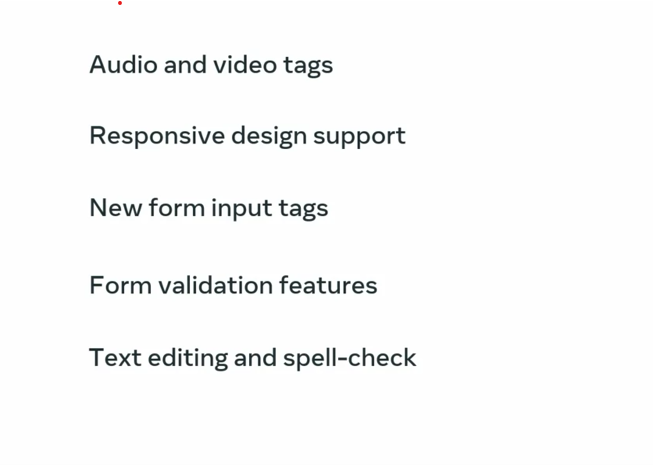 Audio and video tags
Responsive design support
New form input tags
Form validation features
Text editing and spell-check